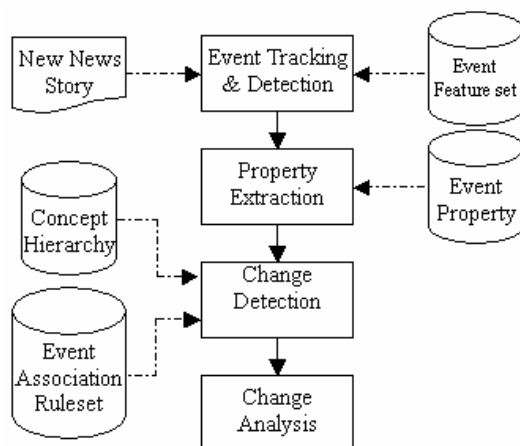 New News
Story
Event Tracking
& Detection
Event
Feature set
Property
Extraction
Event
Property
Concept
Hierarchy
Change
Detection
Event
Association
Ruleset
Change
Analysis